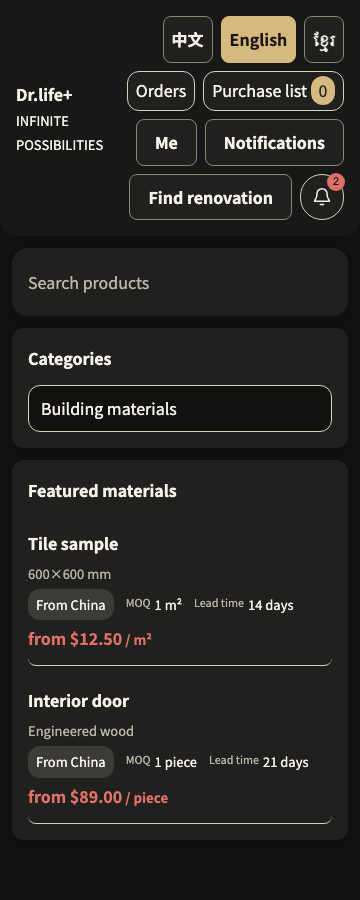 中文 English ខ្មែរ
Dr.life+
INFINITE
POSSIBILITIES
Orders Purchase list 0
Me Notifications
Find renovation 2
Search products
Categories
Building materials
Featured materials
Tile sample
600×600 mm
From China MOQ 1 m² Lead time 14 days
from $12.50 / m²
Interior door
Engineered wood
From China MOQ 1 piece Lead time 21 days
from $89.00 / piece